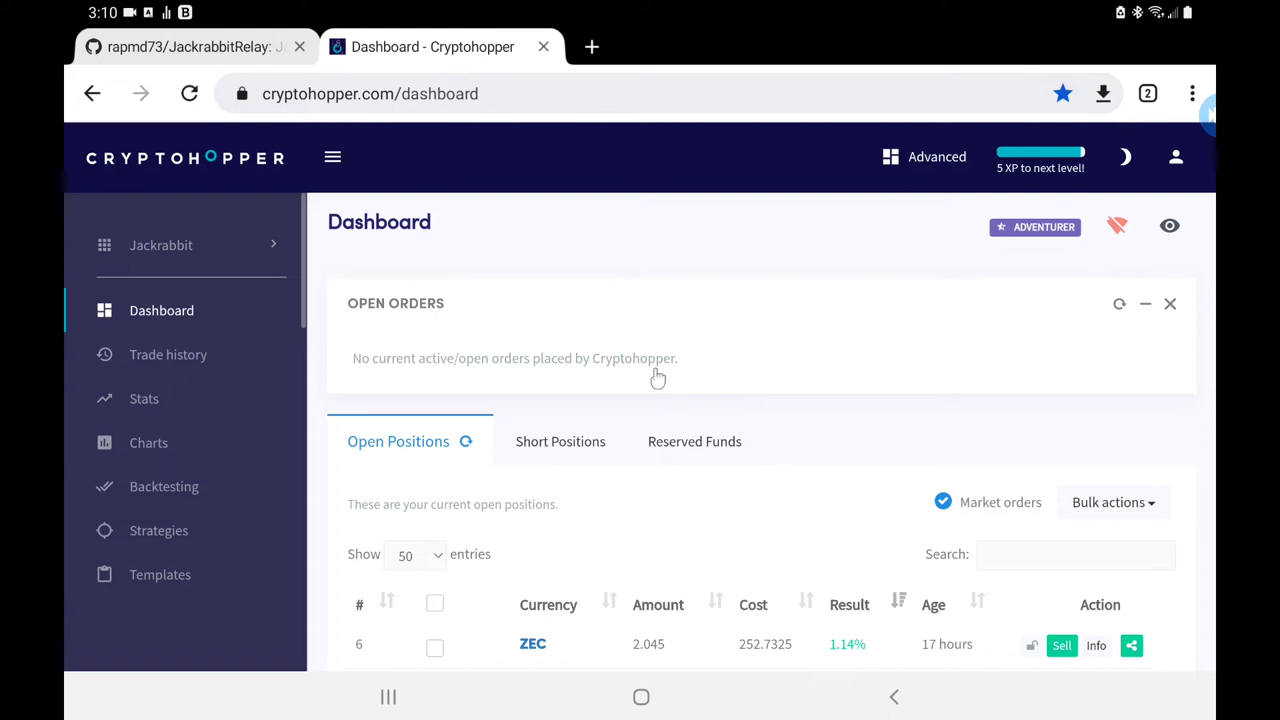 3:10
rapmd73/JackrabbitRelay: Ja
Dashboard - Cryptohopper
cryptohopper.com/dashboard
2
CRYPTOHOPPER
Advanced
5 XP to next level!
Jackrabbit
Dashboard
Trade history
Stats
Charts
Backtesting
Strategies
Templates
Dashboard
ADVENTURER
OPEN ORDERS
No current active/open orders placed by Cryptohopper.
Open Positions
Short Positions
Reserved Funds
These are your current open positions.
Market orders
Bulk actions
Show 50 entries
Search:
# Currency Amount Cost Result Age Action
6 ZEC 2.045 252.7325 1.14% 17 hours Sell Info